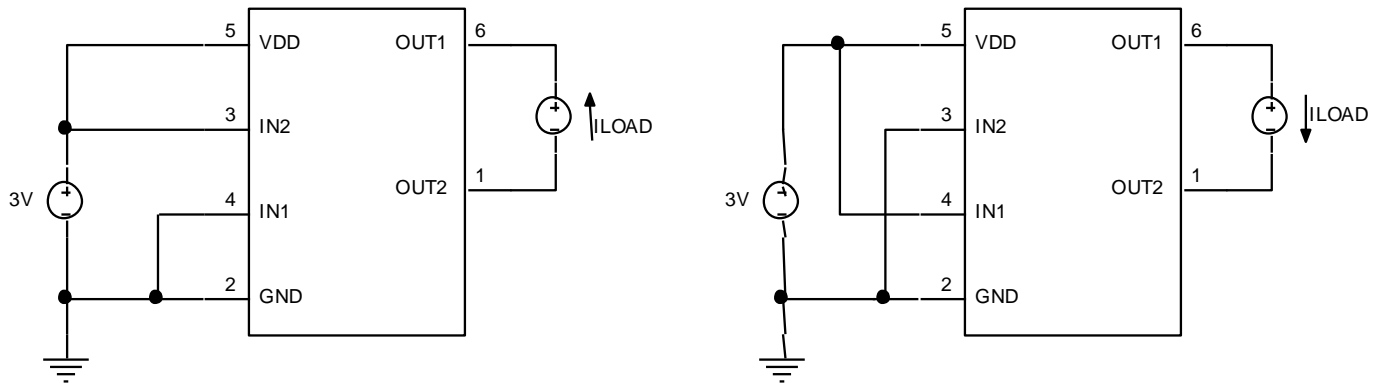 5 VDD OUT1 6
3 IN2 + - ILOAD
OUT2 1
3V + - 4 IN1
2 GND
5 VDD OUT1 6
3 IN2 + - ILOAD
OUT2 1
3V + - 4 IN1
2 GND